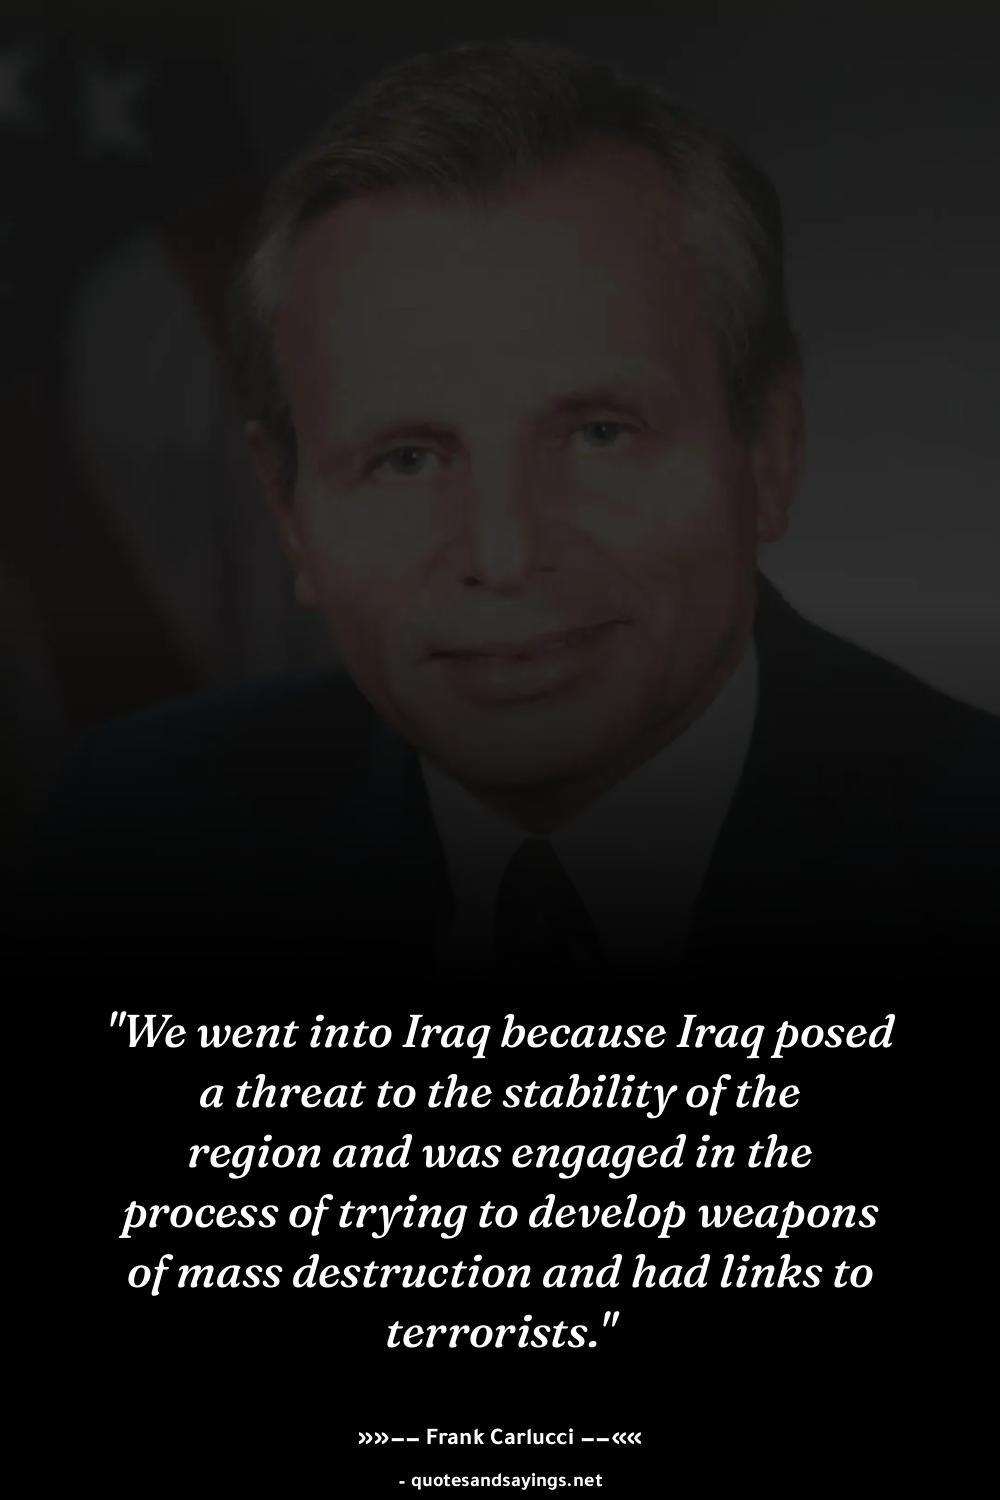 "We went into Iraq because Iraq posed
a threat to the stability of the
region and was engaged in the
process of trying to develop weapons
of mass destruction and had links to
terrorists."
»»−− Frank Carlucci −−««
- quotesandsayings.net